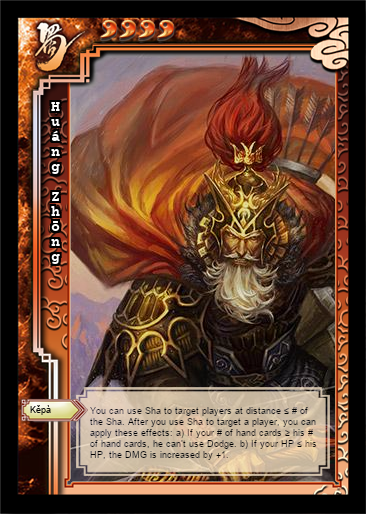 蜀
Huáng Zhōng
Kěpà
You can use Sha to target players at distance ≤ # of
the Sha. After you use Sha to target a player, you can
apply these effects: a) If your # of hand cards ≥ his #
of hand cards, he can't use Dodge. b) If your HP ≤ his
HP, the DMG is increased by +1.